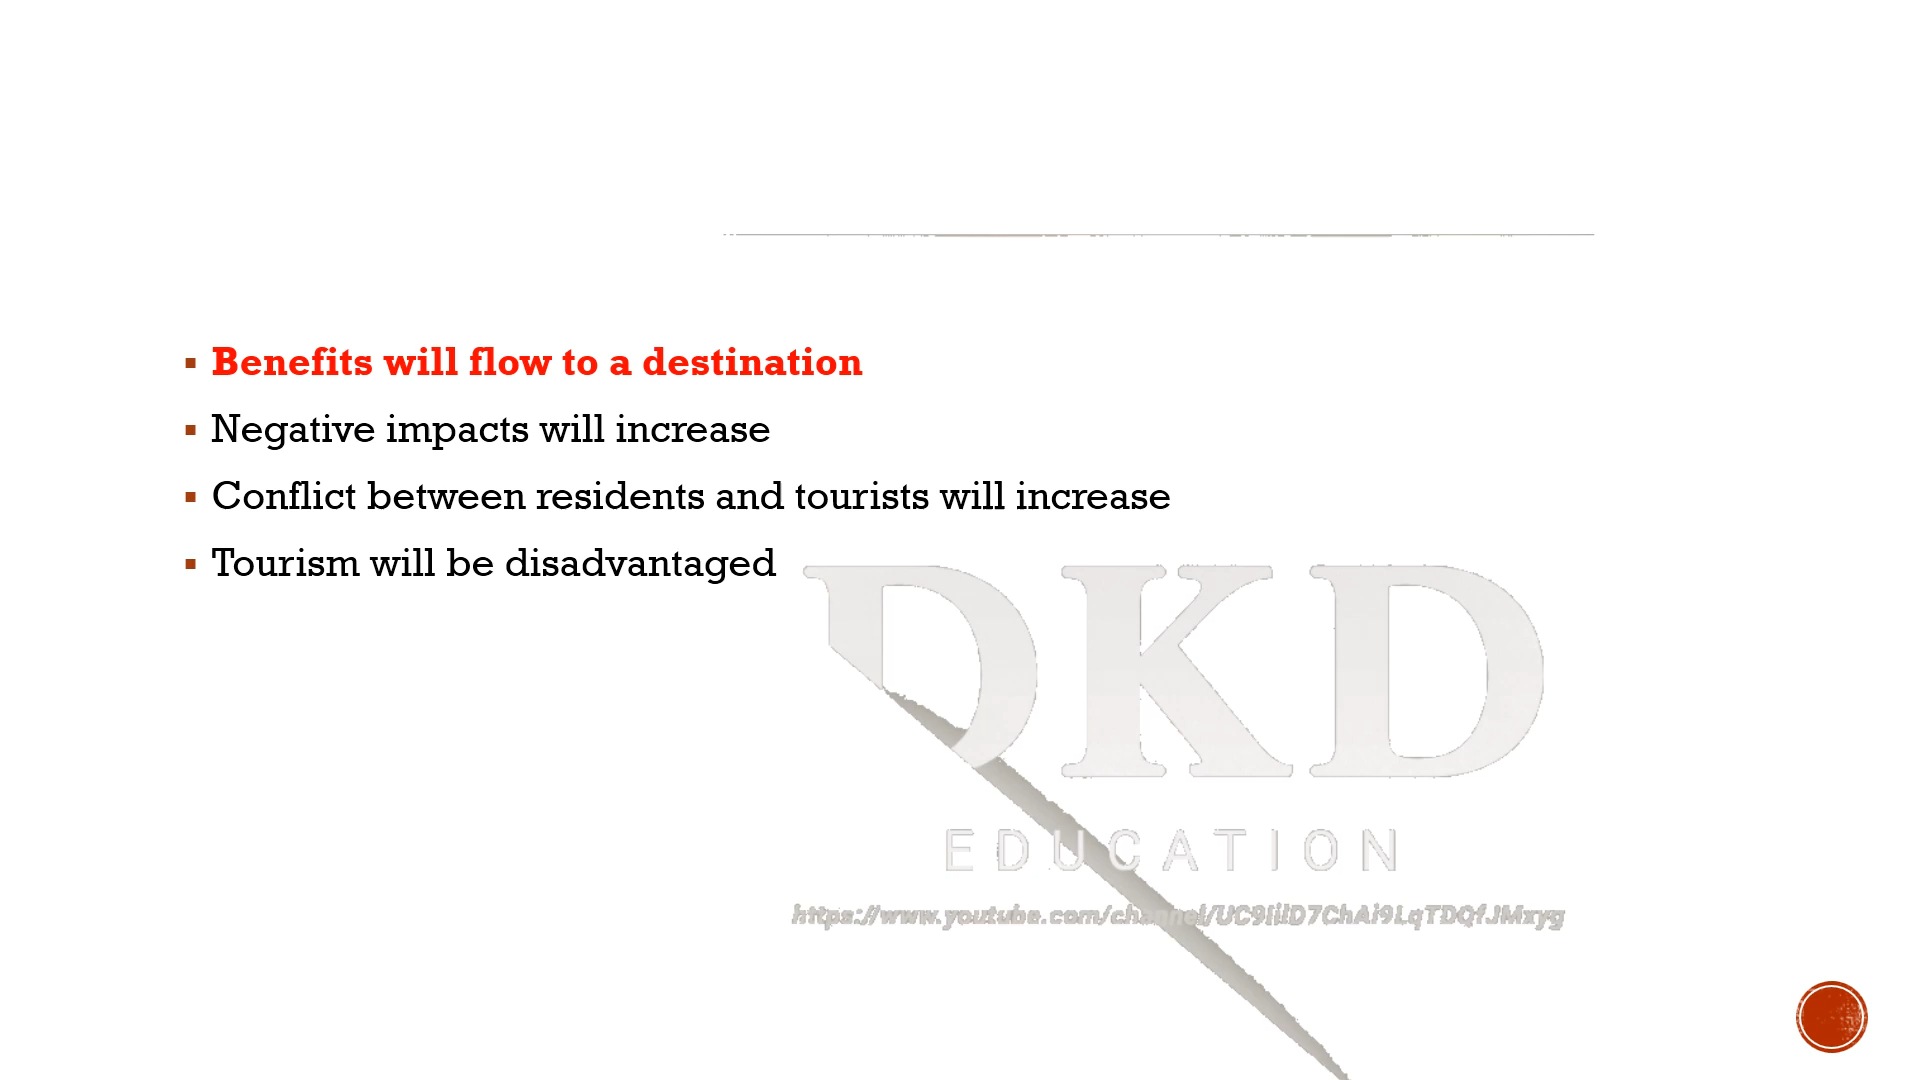 Benefits will flow to a destination
Negative impacts will increase
Conflict between residents and tourists will increase
Tourism will be disadvantaged
DKD
EDUCATION